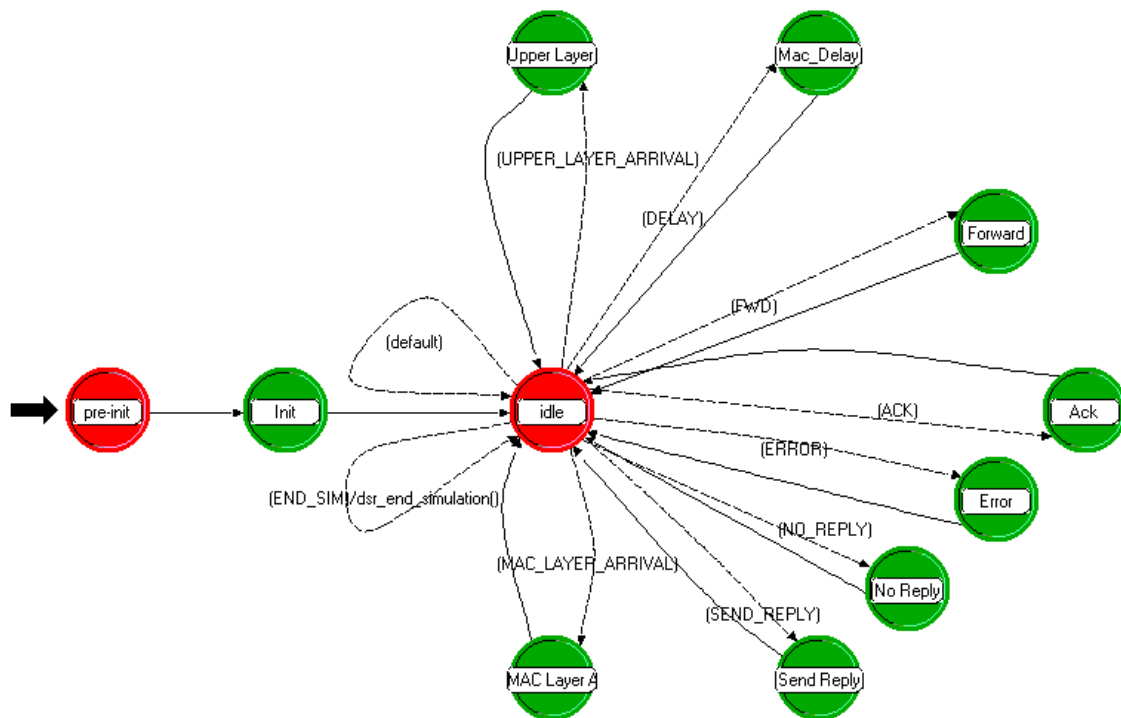 Upper Layer
Mac_Delay
(UPPER_LAYER_ARRIVAL)
(DELAY)
Forward
(FWD)
(default)
pre-init
Init
idle
(ACK)
Ack
(ERROR)
(END_SIM)/dsr_end_simulation()
Error
(NO_REPLY)
(MAC_LAYER_ARRIVAL)
No Reply
(SEND_REPLY)
MAC Layer A
Send Reply